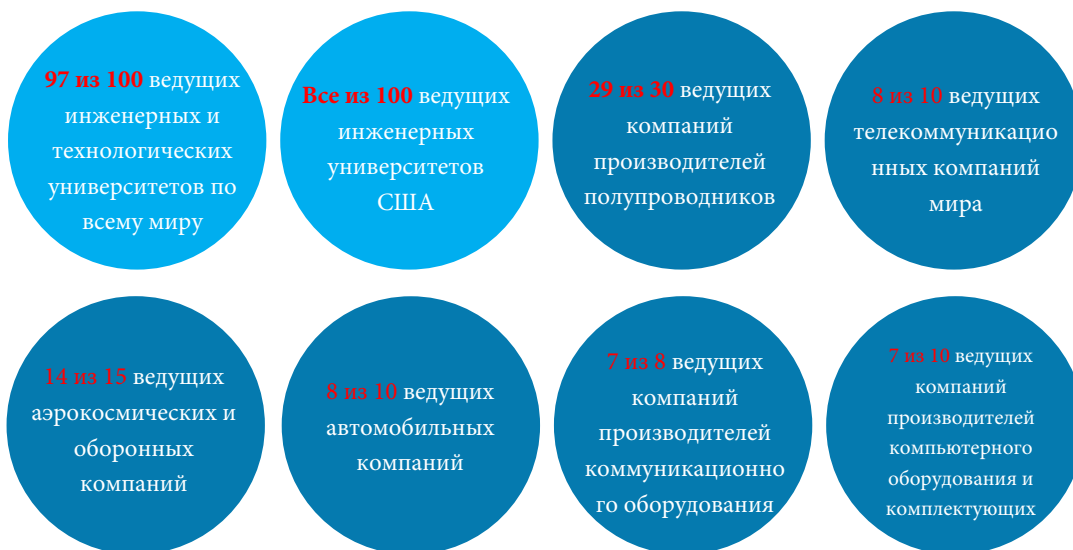 97 из 100 ведущих
инженерных и
технологических
университетов по
всему миру
Все из 100 ведущих
инженерных
университетов
США
29 из 30 ведущих
компаний
производителей
полупроводников
8 из 10 ведущих
телекоммуникацио
нных компаний
мира
14 из 15 ведущих
аэрокосмических и
оборонных
компаний
8 из 10 ведущих
автомобильных
компаний
7 из 8 ведущих
компаний
производителей
коммуникационно
го оборудования
7 из 10 ведущих
компаний
производителей
компьютерного
оборудования и
комплектующих